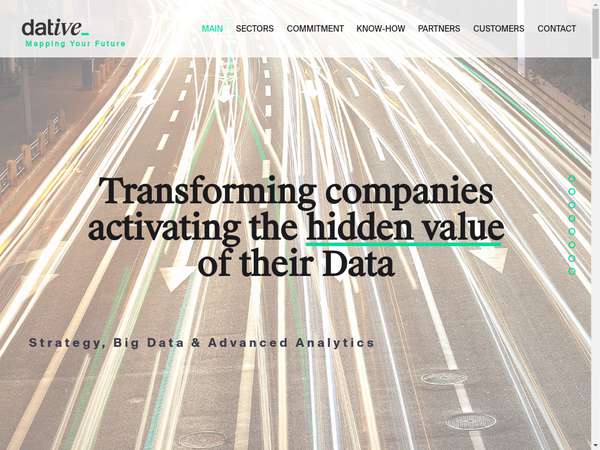 dative_
Mapping Your Future
MAIN SECTORS COMMITMENT KNOW-HOW PARTNERS CUSTOMERS CONTACT
Transforming companies
activating the hidden value
of their Data
Strategy, Big Data & Advanced Analytics